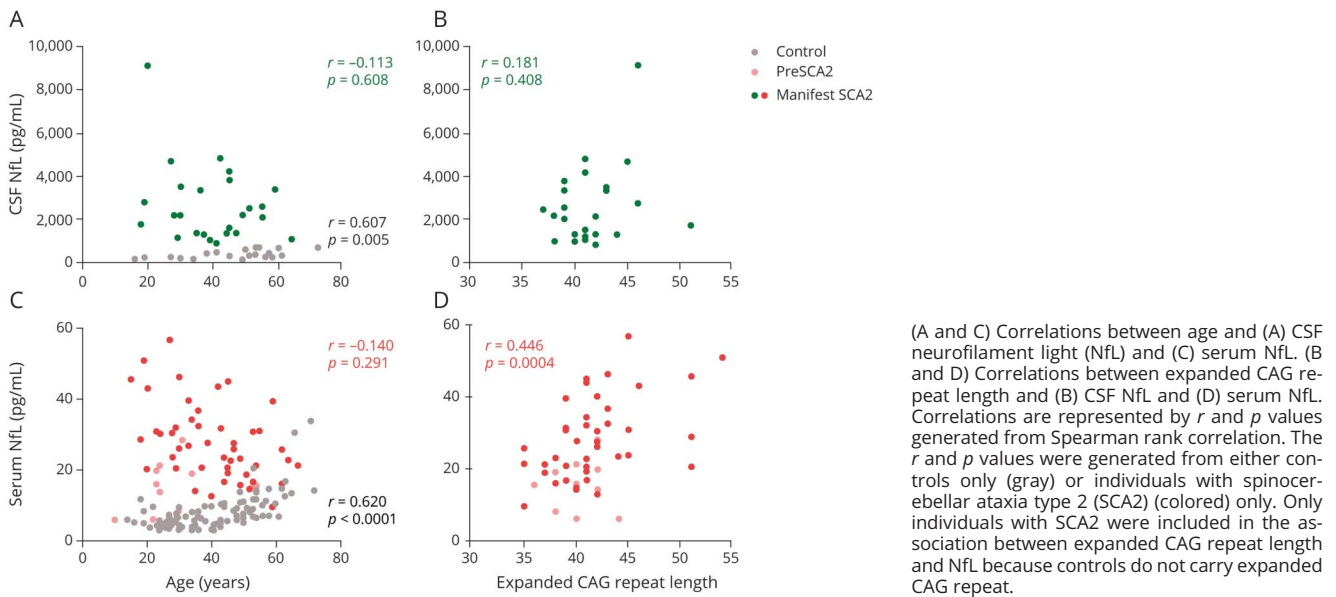 A
B
10,000
8,000
6,000
4,000
2,000
0
CSF NfL (pg/mL)
r = –0.113
p = 0.608
r = 0.607
p = 0.005
0
20
40
60
80
10,000
8,000
6,000
4,000
2,000
0
r = 0.181
p = 0.408
30
35
40
45
50
55
Control
PreSCA2
Manifest SCA2
C
D
60
40
20
0
Serum NfL (pg/mL)
r = –0.140
p = 0.291
r = 0.620
p < 0.0001
0
20
40
60
80
Age (years)
60
40
20
0
r = 0.446
p = 0.0004
30
35
40
45
50
55
Expanded CAG repeat length
(A and C) Correlations between age and (A) CSF
neurofilament light (NfL) and (C) serum NfL. (B
and D) Correlations between expanded CAG re-
peat length and (B) CSF NfL and (D) serum NfL.
Correlations are represented by r and p values
generated from Spearman rank correlation. The
r and p values were generated from either con-
trols only (gray) or individuals with spinocer-
ebellar ataxia type 2 (SCA2) (colored) only. Only
individuals with SCA2 were included in the as-
sociation between expanded CAG repeat length
and NfL because controls do not carry expanded
CAG repeat.